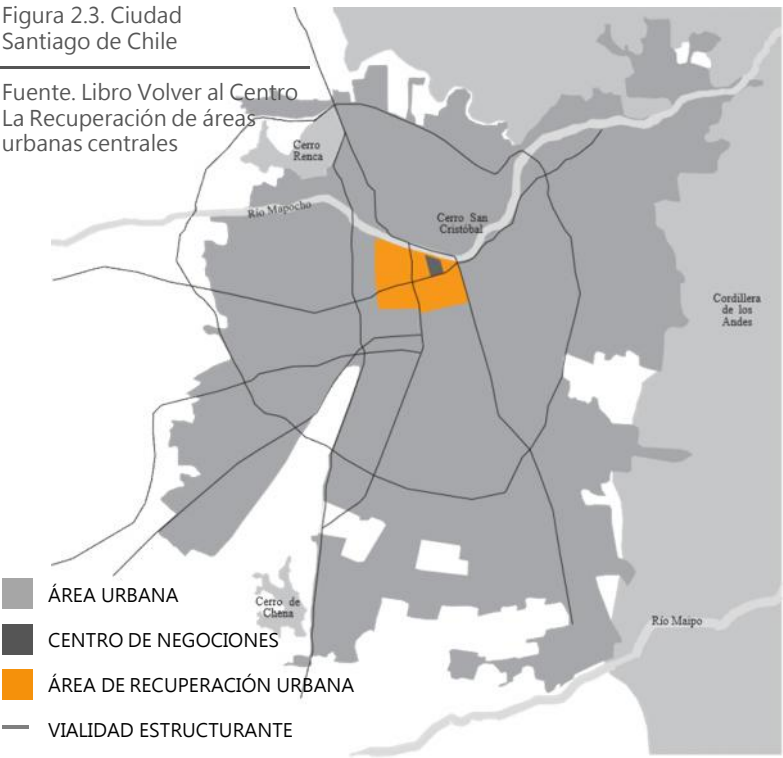 Figura 2.3. Ciudad
Santiago de Chile
Fuente. Libro Volver al Centro
La Recuperación de áreas
urbanas centrales
Cerro
Renca
Río Mapocho
Cerro San
Cristóbal
Cordillera
de los
Andes
Cerro de
Chena
Río Maipo
ÁREA URBANA
CENTRO DE NEGOCIONES
ÁREA DE RECUPERACIÓN URBANA
VIALIDAD ESTRUCTURANTE